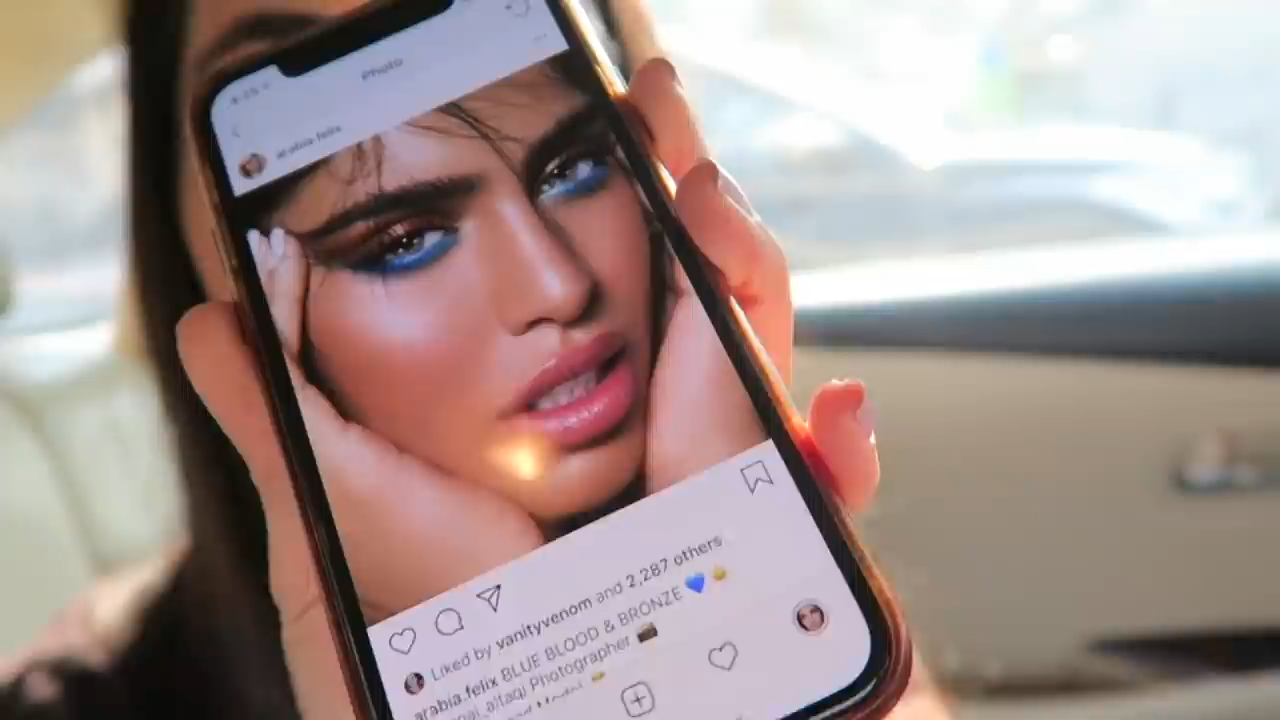 Photo
arabia.felix
Liked by vanityvenom and 2,287 others
arabia.felix BLUE BLOOD & BRONZE 💙
Photographer 📷